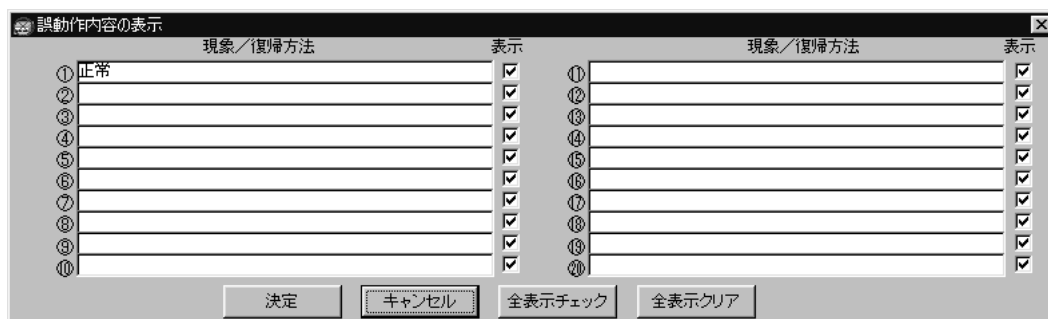 誤動作内容の表示
現象／復帰方法 表示 現象／復帰方法 表示
① 正常 ⑪
② ⑫
③ ⑬
④ ⑭
⑤ ⑮
⑥ ⑯
⑦ ⑰
⑧ ⑱
⑨ ⑲
⑩ ⑳
決定 キャンセル 全表示チェック 全表示クリア